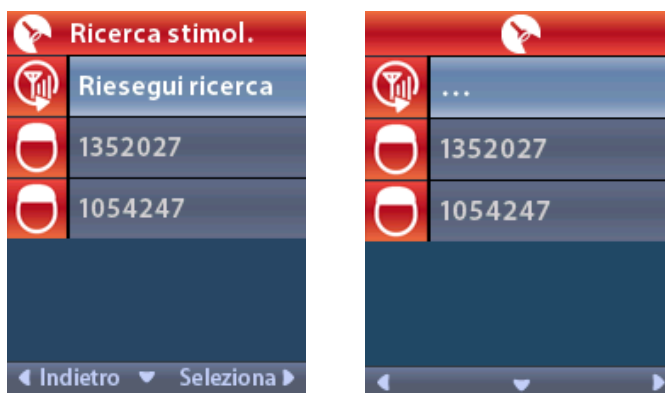 Ricerca stimol.
Riesegui ricerca
1352027
1054247
Indietro Seleziona
...
1352027
1054247